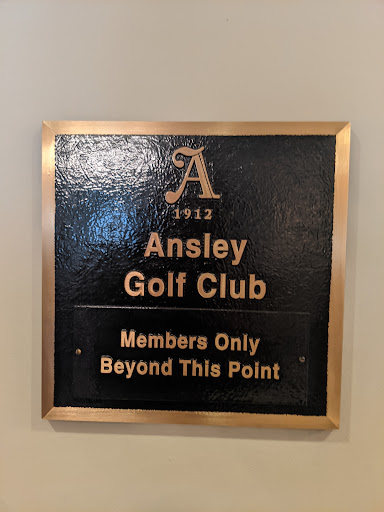 A
1912
Ansley
Golf Club
Members Only
Beyond This Point